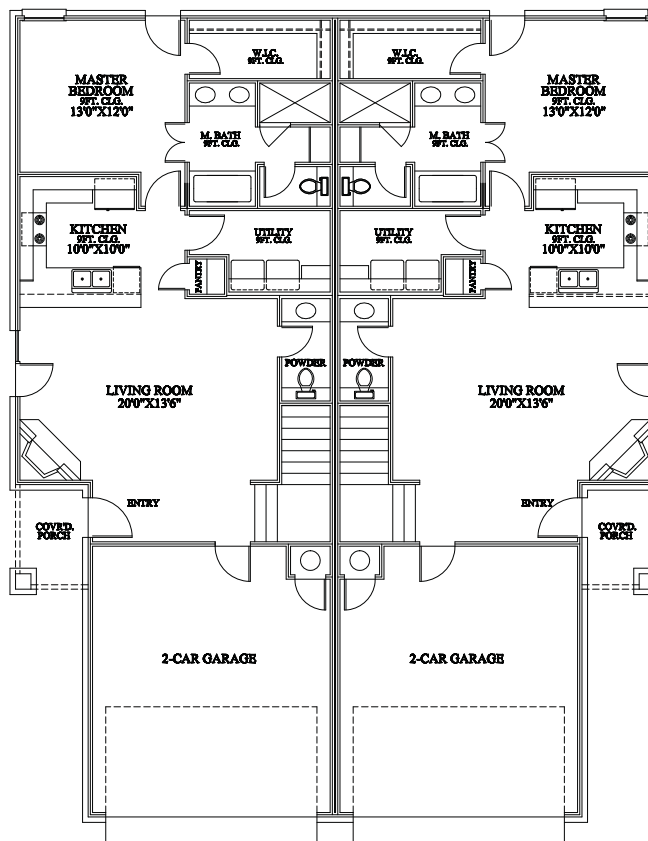 W.I.C.
9FT. CLG.
W.I.C.
9FT. CLG.
MASTER
BEDROOM
9FT. CLG.
13'0"X12'0"
MASTER
BEDROOM
9FT. CLG.
13'0"X12'0"
M. BATH
9FT. CLG.
M. BATH
9FT. CLG.
KITCHEN
9FT. CLG.
10'0"X10'0"
UTILITY
9FT. CLG.
UTILITY
9FT. CLG.
KITCHEN
9FT. CLG.
10'0"X10'0"
PANTRY
PANTRY
POWDER
POWDER
LIVING ROOM
20'0"X13'6"
LIVING ROOM
20'0"X13'6"
ENTRY
ENTRY
COVR'D.
PORCH
COVR'D.
PORCH
2-CAR GARAGE
2-CAR GARAGE